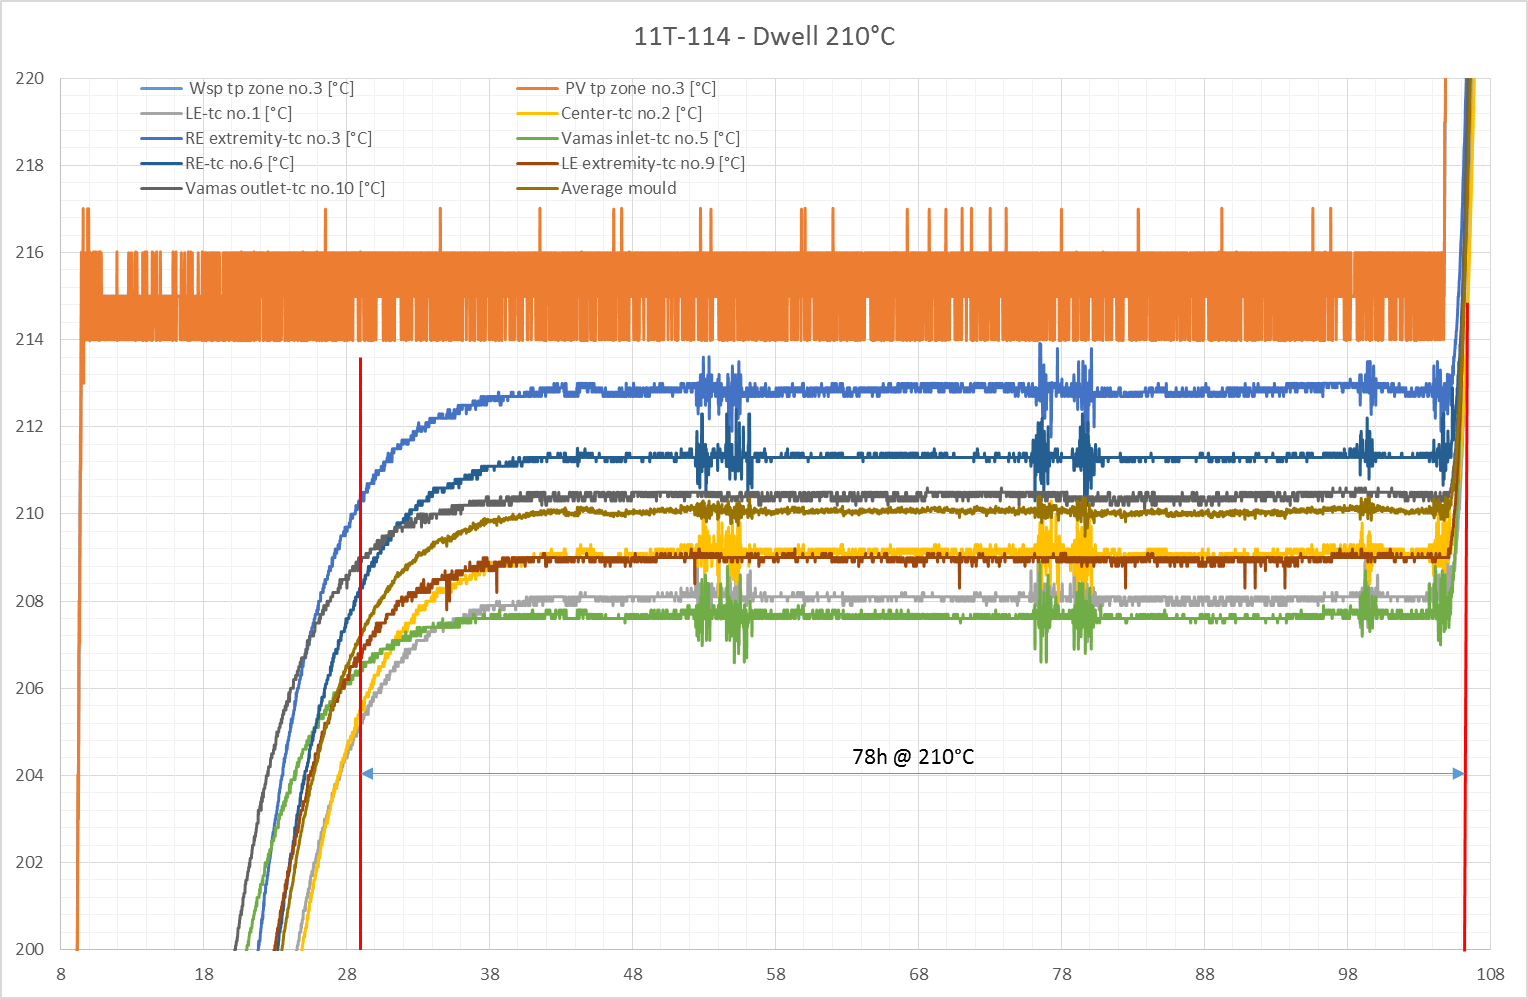 11T-114 - Dwell 210°C
220
218
216
214
212
210
208
206
204
202
200
Wsp tp zone no.3 [°C] PV tp zone no.3 [°C]
LE-tc no.1 [°C] Center-tc no.2 [°C]
RE extremity-tc no.3 [°C] Vamas inlet-tc no.5 [°C]
RE-tc no.6 [°C] LE extremity-tc no.9 [°C]
Vamas outlet-tc no.10 [°C] Average mould
78h @ 210°C
8 18 28 38 48 58 68 78 88 98 108